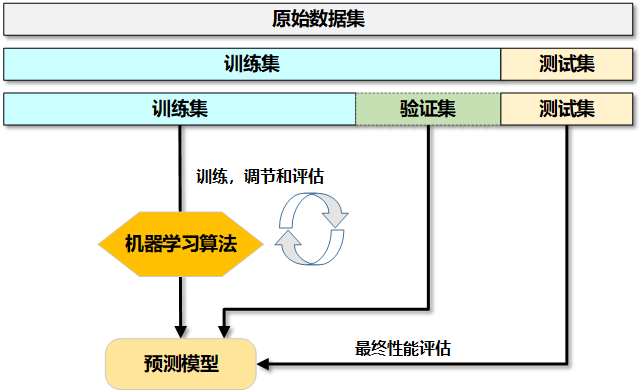 原始数据集
训练集
测试集
训练集
验证集
测试集
训练，调节和评估
机器学习算法
最终性能评估
预测模型